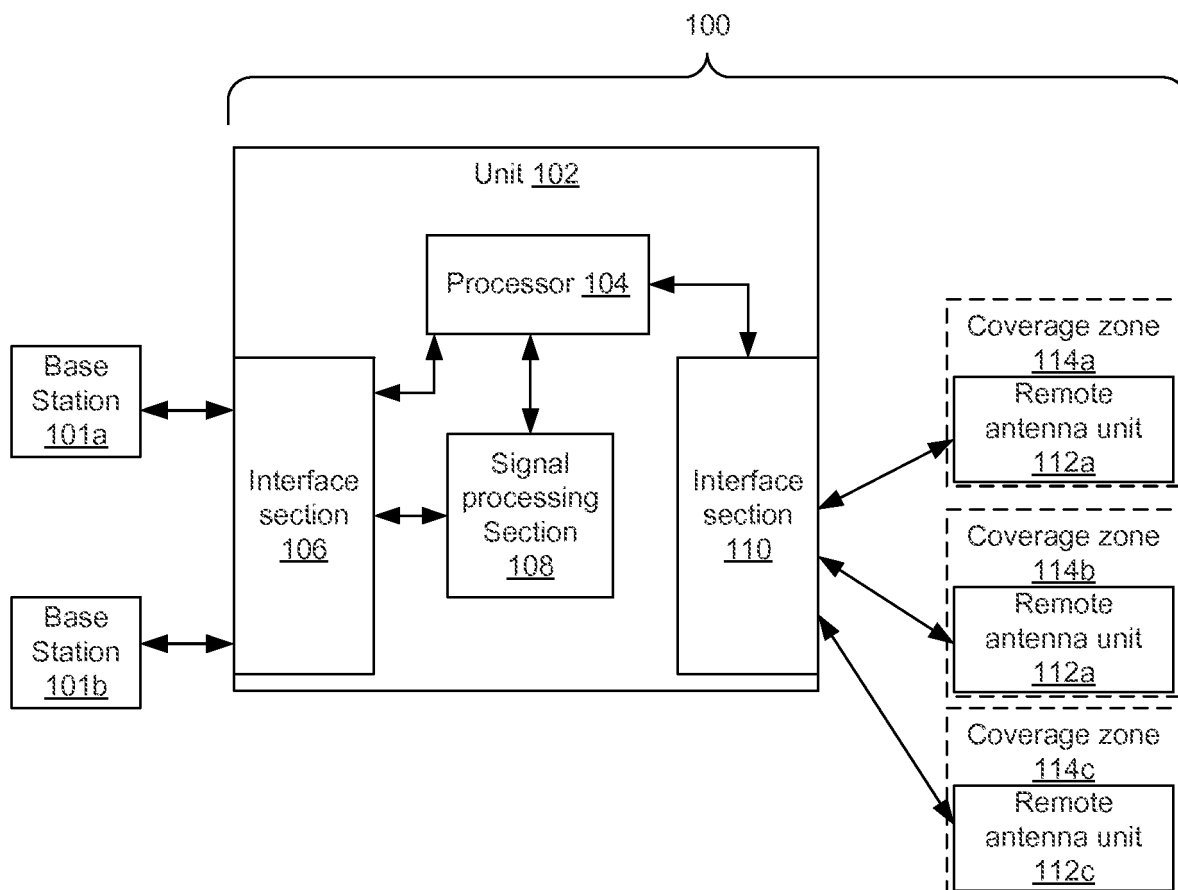 100
Unit 102
Processor 104
Base
Station
101a
Base
Station
101b
Interface
section
106
Signal
processing
Section
108
Interface
section
110
Coverage zone
114a
Remote
antenna unit
112a
Coverage zone
114b
Remote
antenna unit
112a
Coverage zone
114c
Remote
antenna unit
112c